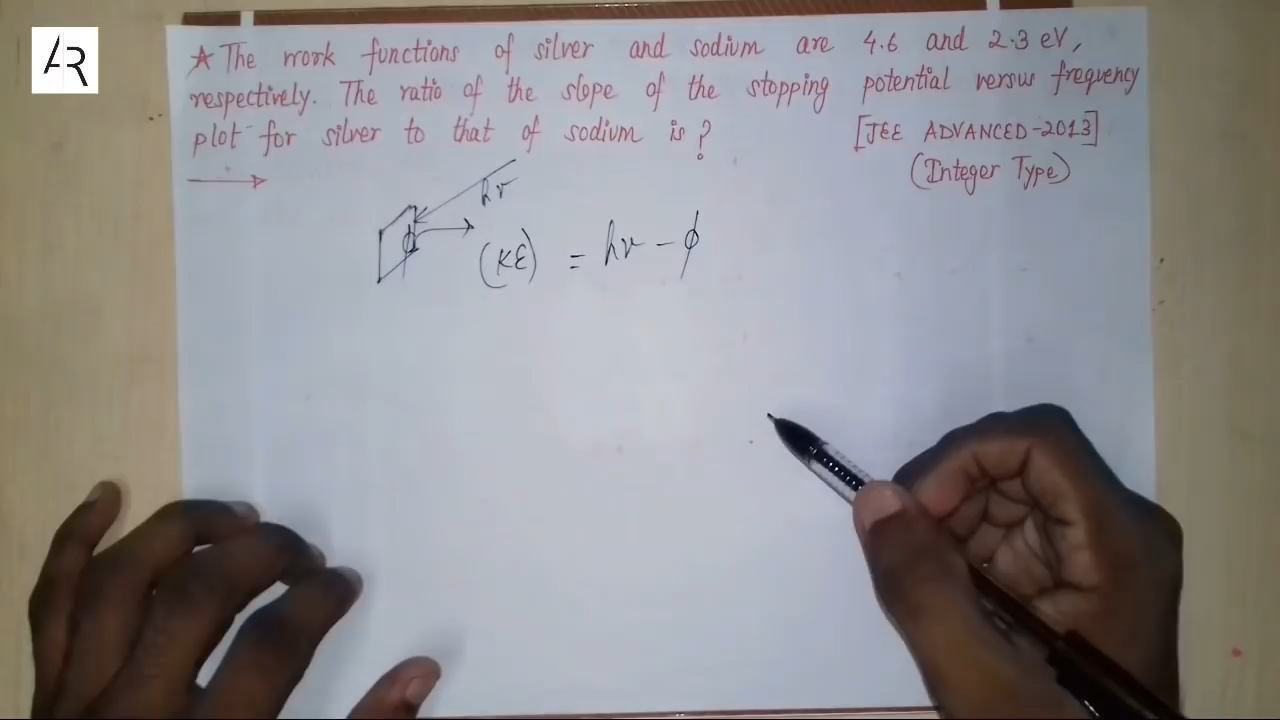 AR
★ The work functions of silver and sodium are 4.6 and 2.3 eV,
respectively. The ratio of the slope of the stopping potential versus frequency
plot for silver to that of sodium is ?
[JEE ADVANCED-2013]
(Integer Type)
hν
ϕ
(KE) = hν - ϕ